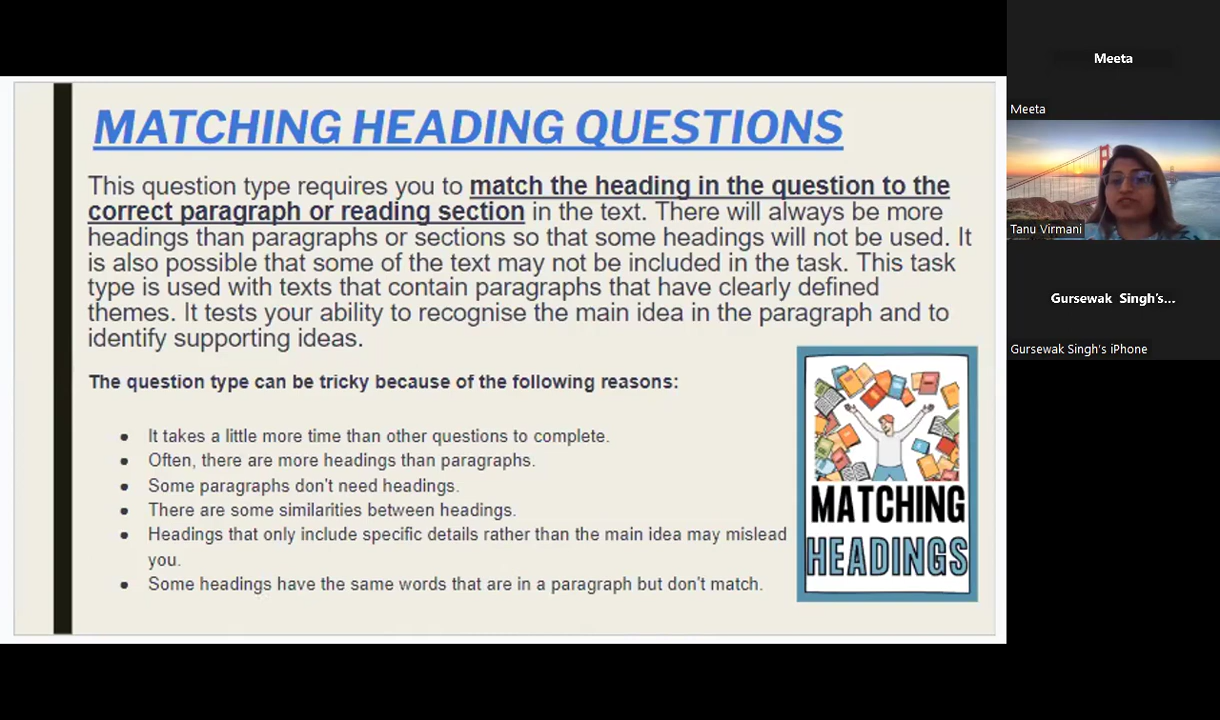 MATCHING HEADING QUESTIONS
This question type requires you to match the heading in the question to the
correct paragraph or reading section in the text. There will always be more
headings than paragraphs or sections so that some headings will not be used. It
is also possible that some of the text may not be included in the task. This task
type is used with texts that contain paragraphs that have clearly defined
themes. It tests your ability to recognise the main idea in the paragraph and to
identify supporting ideas.
The question type can be tricky because of the following reasons:
● It takes a little more time than other questions to complete.
● Often, there are more headings than paragraphs.
● Some paragraphs don't need headings.
● There are some similarities between headings.
● Headings that only include specific details rather than the main idea may mislead
you.
● Some headings have the same words that are in a paragraph but don't match.
MATCHING
HEADINGS
Meeta
Meeta
Tanu Virmani
Gursewak Singh's...
Gursewak Singh's iPhone